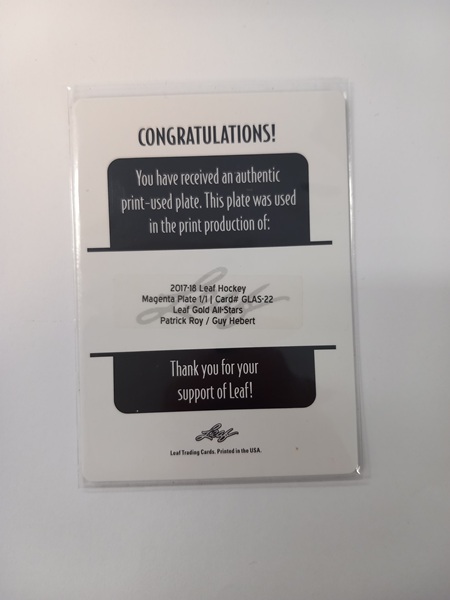 CONGRATULATIONS!
You have received an authentic
print-used plate. This plate was used
in the print production of:
2017-18 Leaf Hockey
Magenta Plate 1/1 | Card# GLAS-22
Leaf Gold All-Stars
Patrick Roy / Guy Hebert
Leaf
Thank you for your
support of Leaf!
Leaf
Leaf Trading Cards. Printed in the USA.